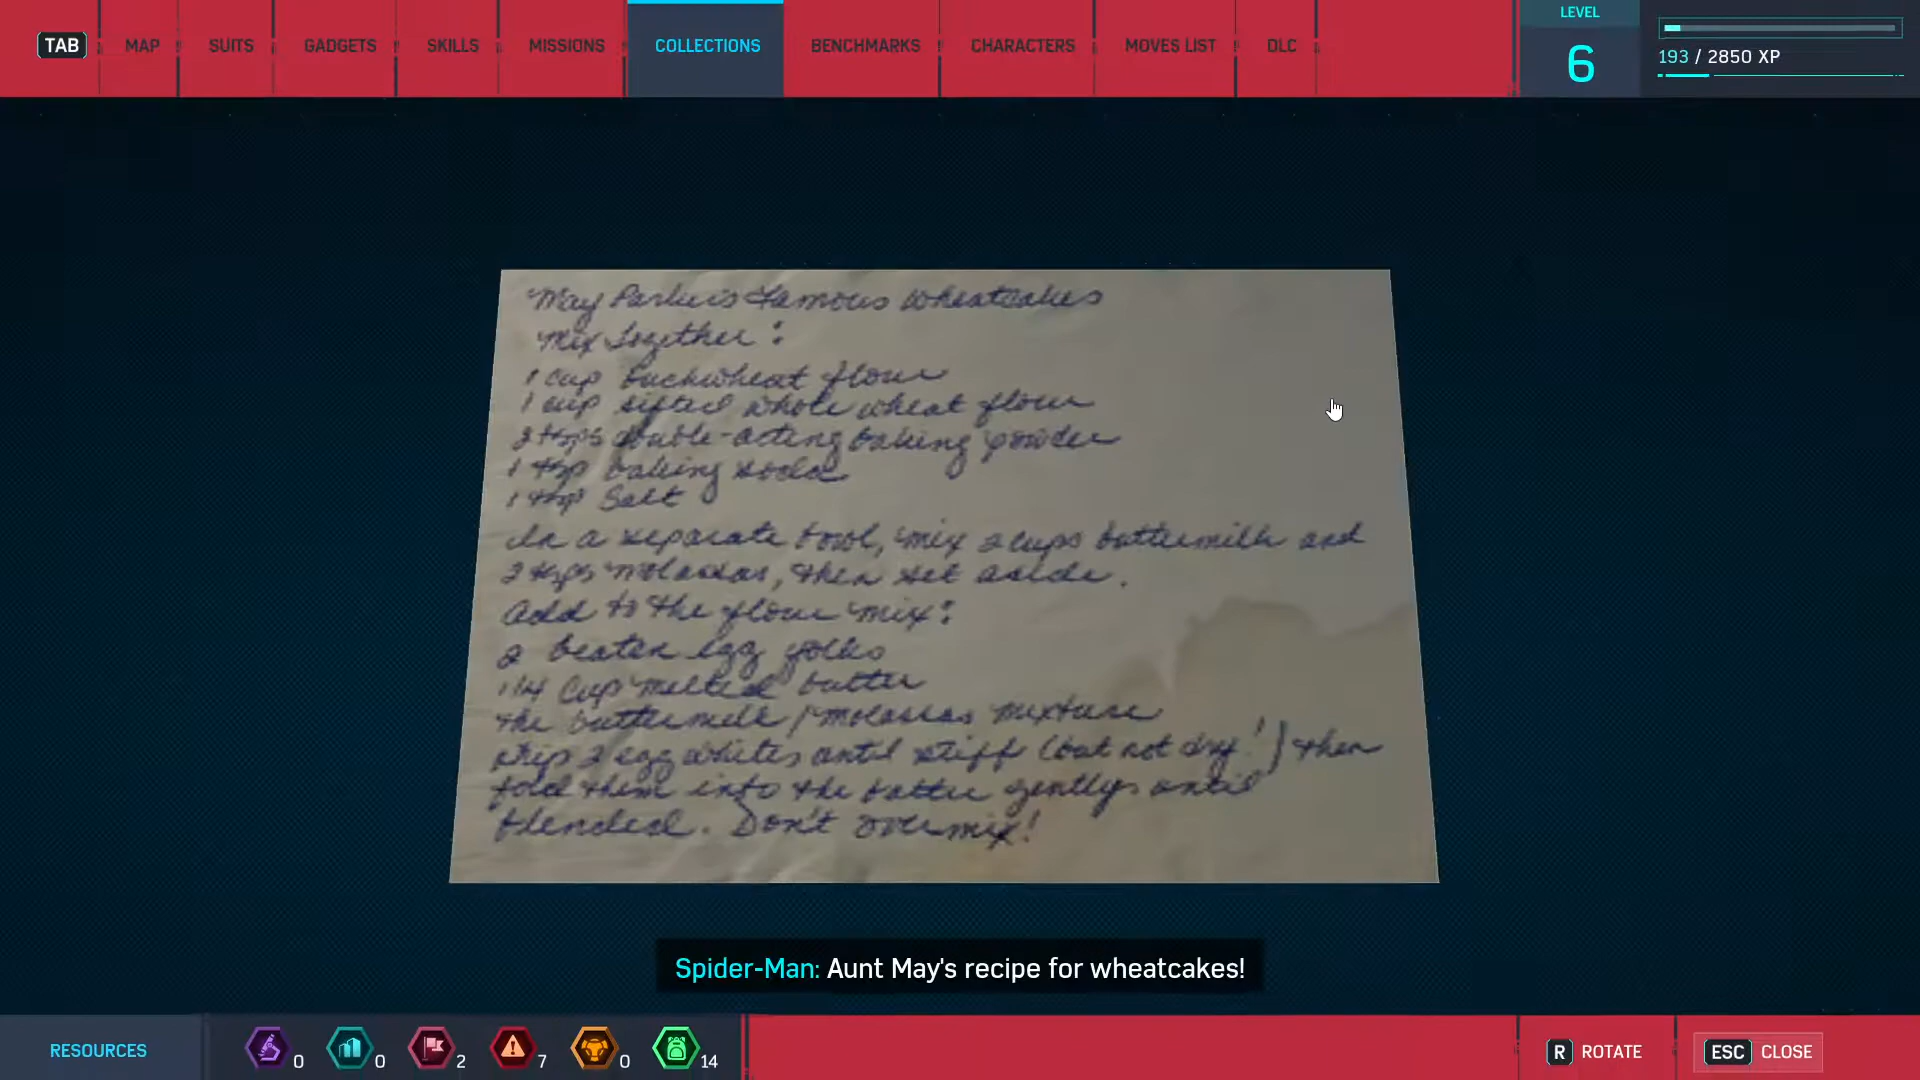 TAB MAP SUITS GADGETS SKILLS MISSIONS COLLECTIONS BENCHMARKS CHARACTERS MOVES LIST DLC
LEVEL
6
193 / 2850 XP
May Parker's Famous Wheatcakes
Mix Together:
1 cup buckwheat flour
1 cup sifted whole wheat flour
2 tsps double-acting baking powder
1 tsp baking soda
1 tsp Salt
In a separate bowl, mix 2 cups buttermilk and
2 tsps molassas, then set aside.
Add to the flour mix:
2 beaten egg yolks
1/4 Cup melted butter
the buttermilk / molassas mixture
whip 2 egg whites until stiff (but not dry!) then
fold them into the batter gently until
blended. Don't overmix!
Spider-Man: Aunt May's recipe for wheatcakes!
RESOURCES 0 0 2 7 0 14
R ROTATE ESC CLOSE